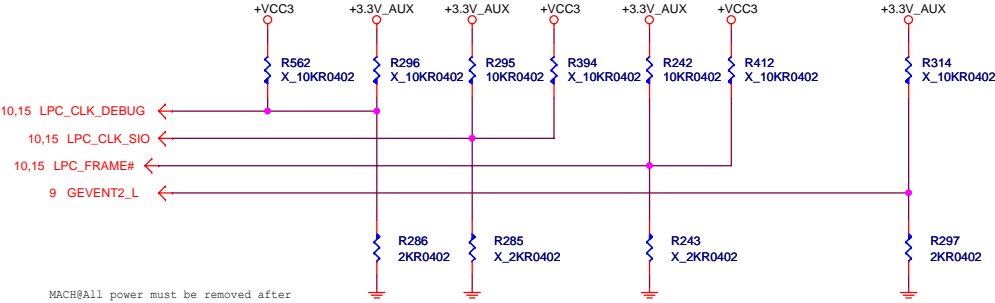 +VCC3 +3.3V_AUX +3.3V_AUX +VCC3 +3.3V_AUX +VCC3 +3.3V_AUX
R562 R296 R295 R394 R242 R412 R314
X_10KR0402 X_10KR0402 10KR0402 X_10KR0402 10KR0402 X_10KR0402 X_10KR0402
10,15 LPC_CLK_DEBUG
10,15 LPC_CLK_SIO
10,15 LPC_FRAME#
9 GEVENT2_L
R286 R285 R243 R297
2KR0402 X_2KR0402 X_2KR0402 2KR0402
MACH@All power must be removed after